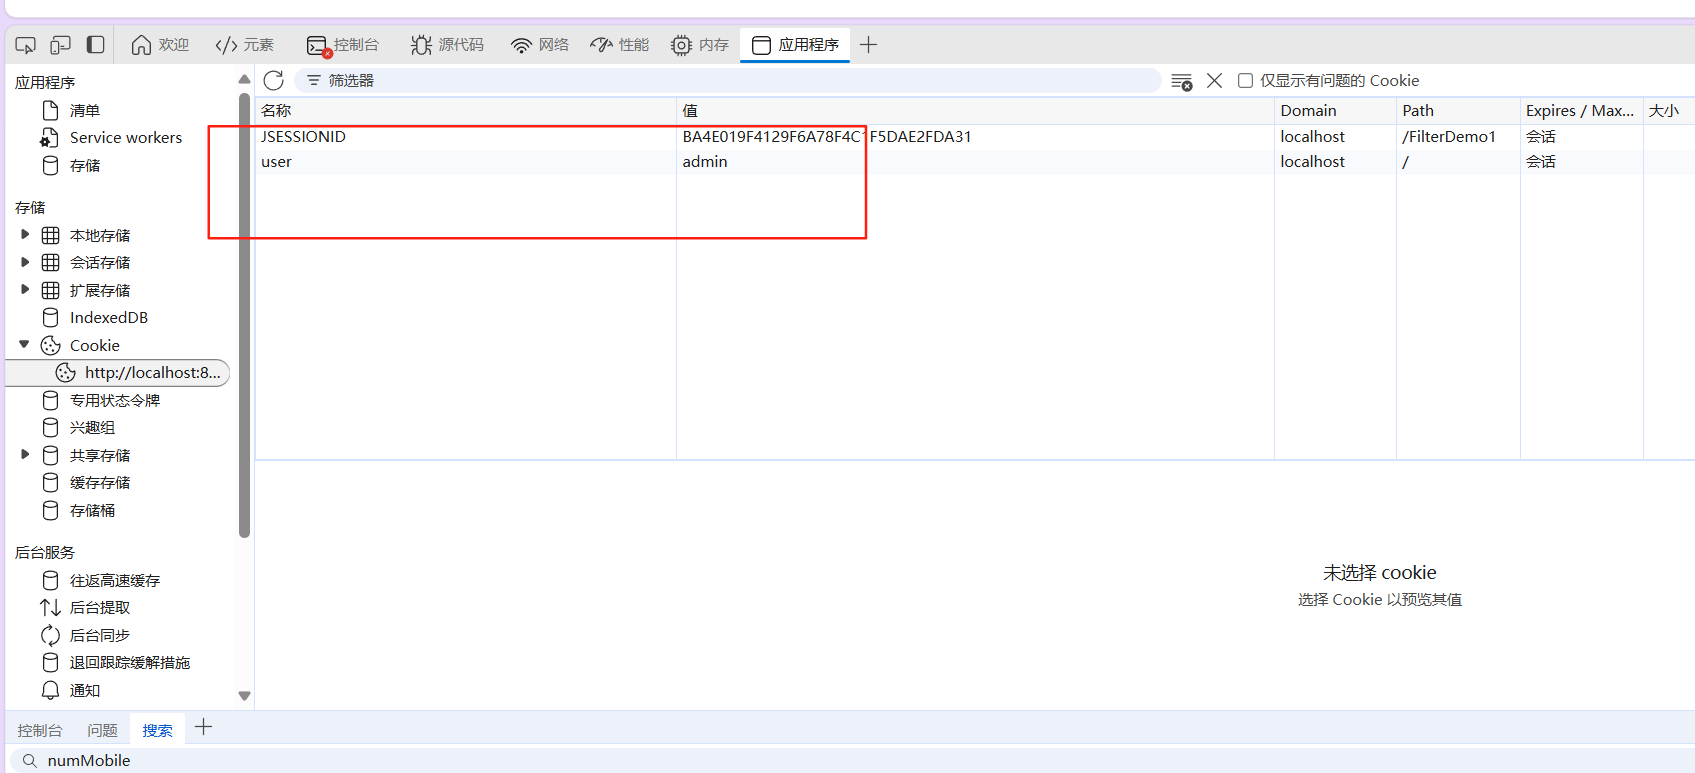 欢迎 元素 控制台 源代码 网络 性能 内存 应用程序
应用程序
清单
Service workers
存储
存储
本地存储
会话存储
扩展存储
IndexedDB
Cookie
http://localhost:8...
专用状态令牌
兴趣组
共享存储
缓存存储
存储桶
后台服务
往返高速缓存
后台提取
后台同步
退回跟踪缓解措施
通知
筛选器 仅显示有问题的 Cookie
名称 值 Domain Path Expires / Max... 大小
JSESSIONID BA4E019F4129F6A78F4C1F5DAE2FDA31 localhost /FilterDemo1 会话
user admin localhost / 会话
未选择 cookie
选择 Cookie 以预览其值
控制台 问题 搜索
numMobile